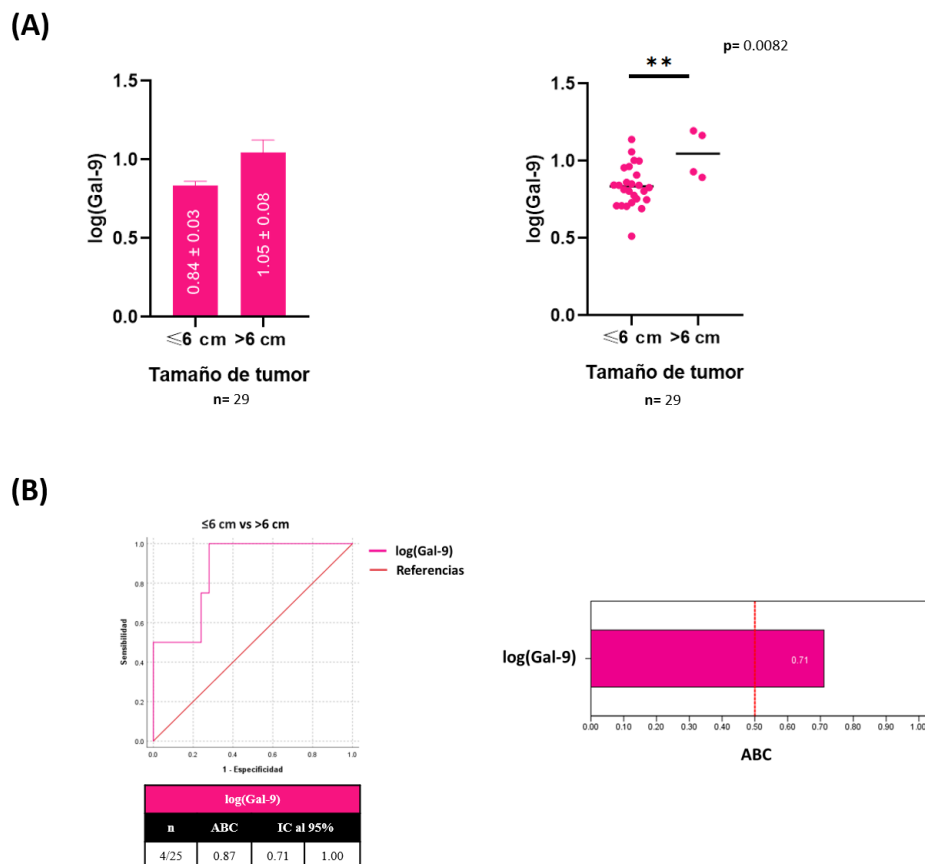 (A)
1.5
1.0
0.5
0.0
log(Gal-9)
0.84 ± 0.03
1.05 ± 0.08
≤6 cm >6 cm
Tamaño de tumor
n= 29
p= 0.0082
**
1.5
1.0
0.5
0.0
log(Gal-9)
≤6 cm >6 cm
Tamaño de tumor
n= 29
(B)
≤6 cm vs >6 cm
1.0
0.8
0.6
0.4
0.2
0.0
Sensibilidad
0.0 0.2 0.4 0.6 0.8 1.0
1 - Especificidad
log(Gal-9)
Referencias
log(Gal-9)
n ABC IC al 95%
4/25 0.87 0.71 1.00
log(Gal-9)
0.71
0.00 0.10 0.20 0.30 0.40 0.50 0.60 0.70 0.80 0.90 1.00
ABC